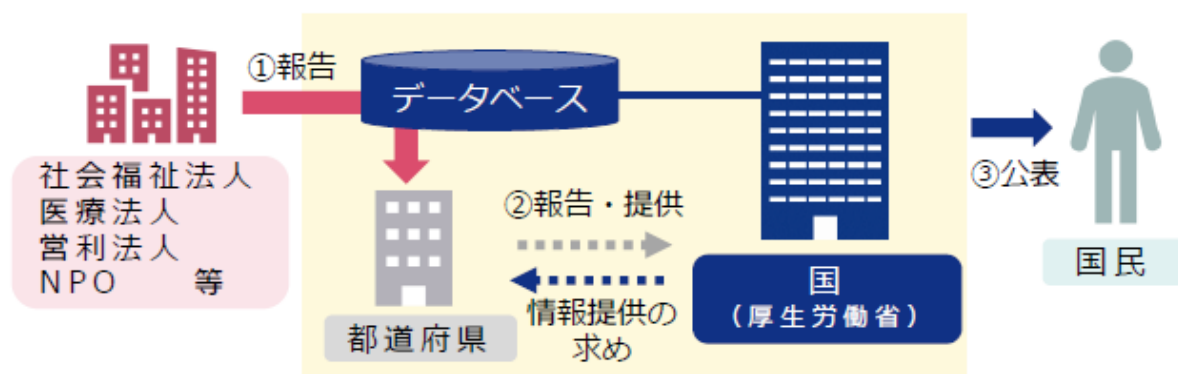 ①報告
データベース
社会福祉法人
医療法人
営利法人
NPO 等
②報告・提供
情報提供の
求め
都道府県
国
（厚生労働省）
③公表
国民